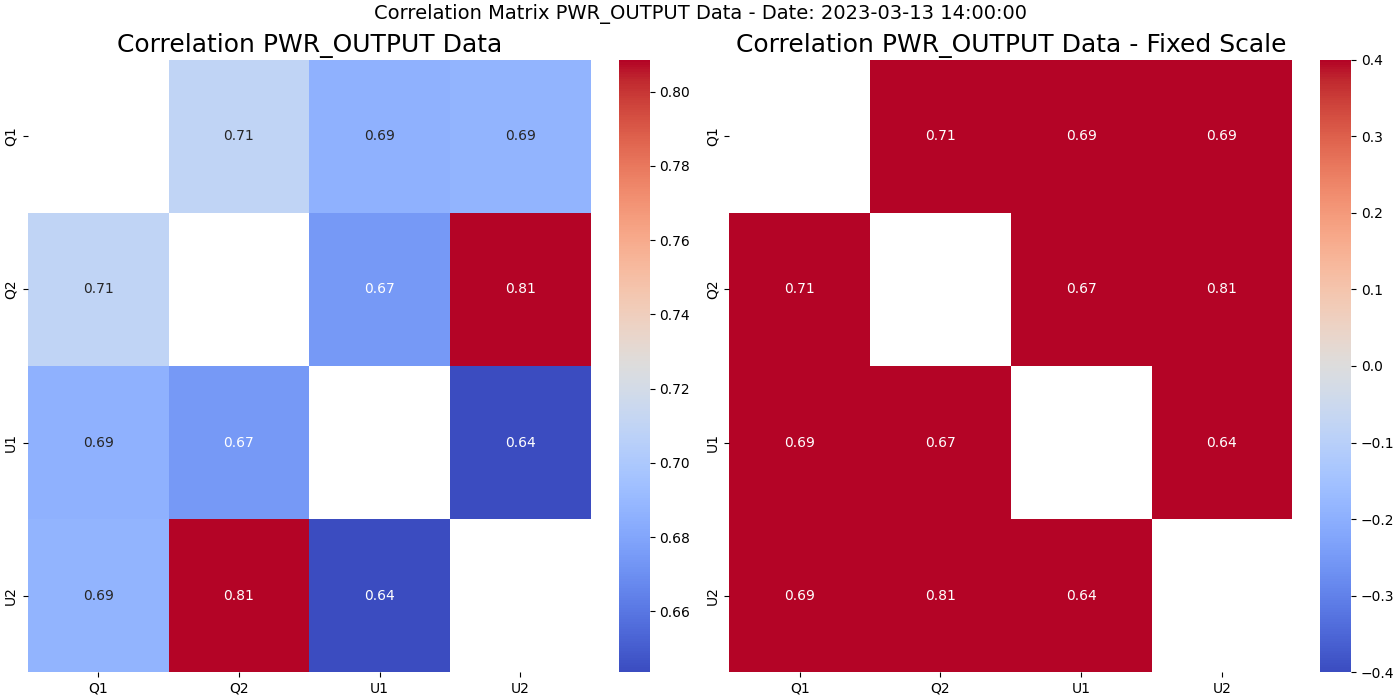 Correlation Matrix PWR_OUTPUT Data - Date: 2023-03-13 14:00:00
Correlation PWR_OUTPUT Data
Q1
0.71 0.69 0.69
Q2
0.71 0.67 0.81
U1
0.69 0.67 0.64
U2
0.69 0.81 0.64
Q1 Q2 U1 U2
0.80
0.78
0.76
0.74
0.72
0.70
0.68
0.66
Correlation PWR_OUTPUT Data - Fixed Scale
Q1
0.71 0.69 0.69
Q2
0.71 0.67 0.81
U1
0.69 0.67 0.64
U2
0.69 0.81 0.64
Q1 Q2 U1 U2
0.4
0.3
0.2
0.1
0.0
−0.1
−0.2
−0.3
−0.4